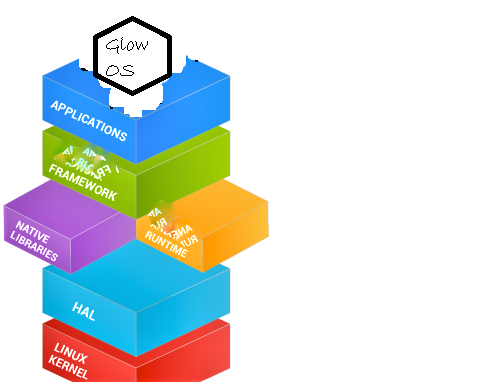 Glow
OS
APPLICATIONS
FRAMEWORK
NATIVE
LIBRARIES
RUNTIME
HAL
LINUX
KERNEL